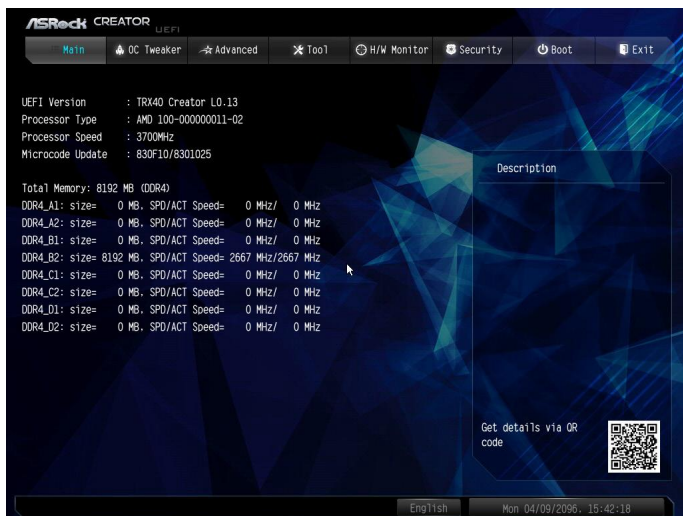 ASRock CREATOR UEFI
Main OC Tweaker Advanced Tool H/W Monitor Security Boot Exit
UEFI Version : TRX40 Creator L0.13
Processor Type : AMD 100-000000011-02
Processor Speed : 3700MHz
Microcode Update : 830F10/8301025
Description
Total Memory: 8192 MB (DDR4)
DDR4_A1: size= 0 MB. SPD/ACT Speed= 0 MHz/ 0 MHz
DDR4_A2: size= 0 MB. SPD/ACT Speed= 0 MHz/ 0 MHz
DDR4_B1: size= 0 MB. SPD/ACT Speed= 0 MHz/ 0 MHz
DDR4_B2: size= 8192 MB. SPD/ACT Speed= 2667 MHz/2667 MHz
DDR4_C1: size= 0 MB. SPD/ACT Speed= 0 MHz/ 0 MHz
DDR4_C2: size= 0 MB. SPD/ACT Speed= 0 MHz/ 0 MHz
DDR4_D1: size= 0 MB. SPD/ACT Speed= 0 MHz/ 0 MHz
DDR4_D2: size= 0 MB. SPD/ACT Speed= 0 MHz/ 0 MHz
Get details via QR
code
English Mon 04/09/2096. 15:42:18